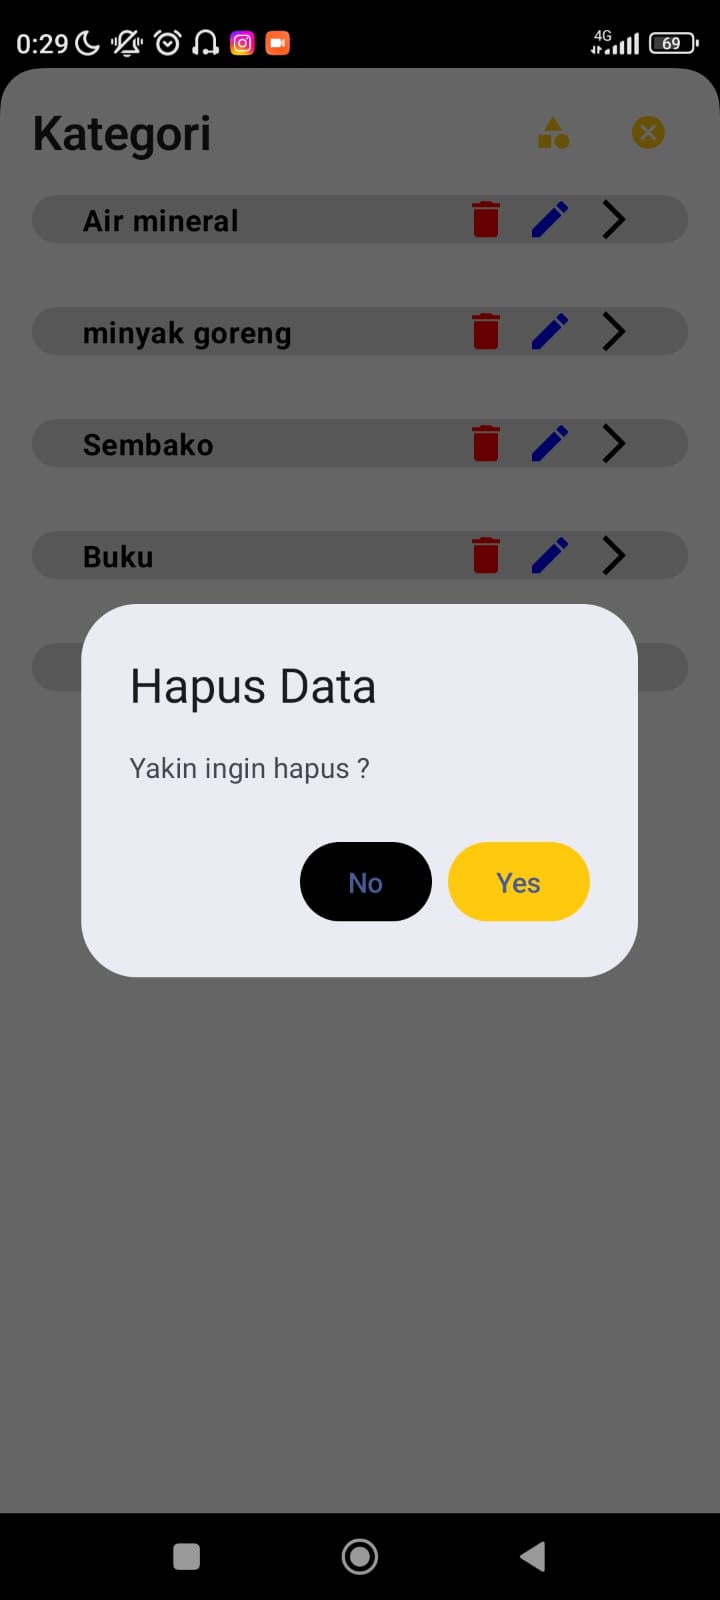 0:29
4G
69
Kategori
Air mineral
minyak goreng
Sembako
Buku
Hapus Data
Yakin ingin hapus ?
No
Yes